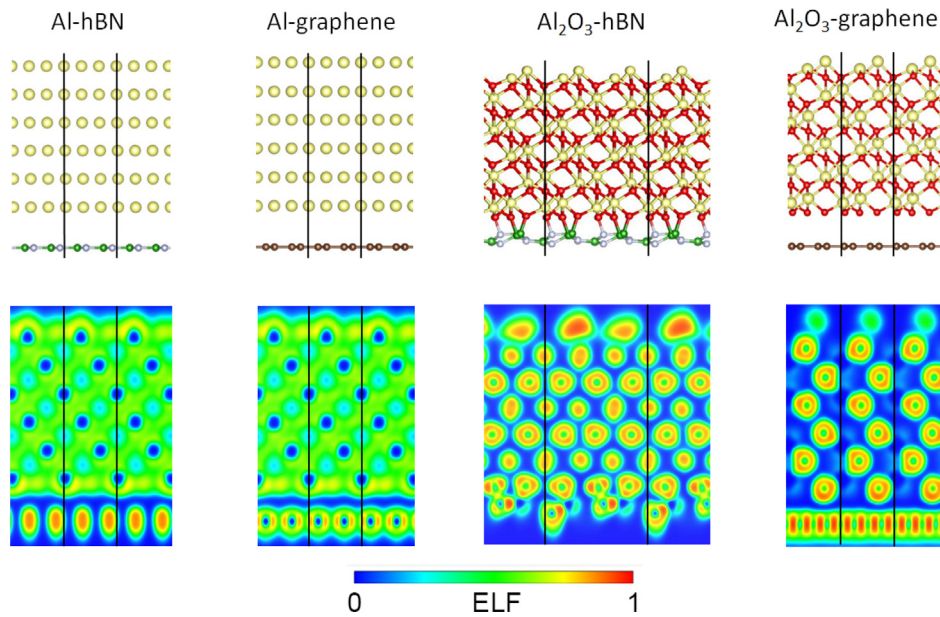 Al-hBN
Al-graphene
Al₂O₃-hBN
Al₂O₃-graphene
0
ELF
1